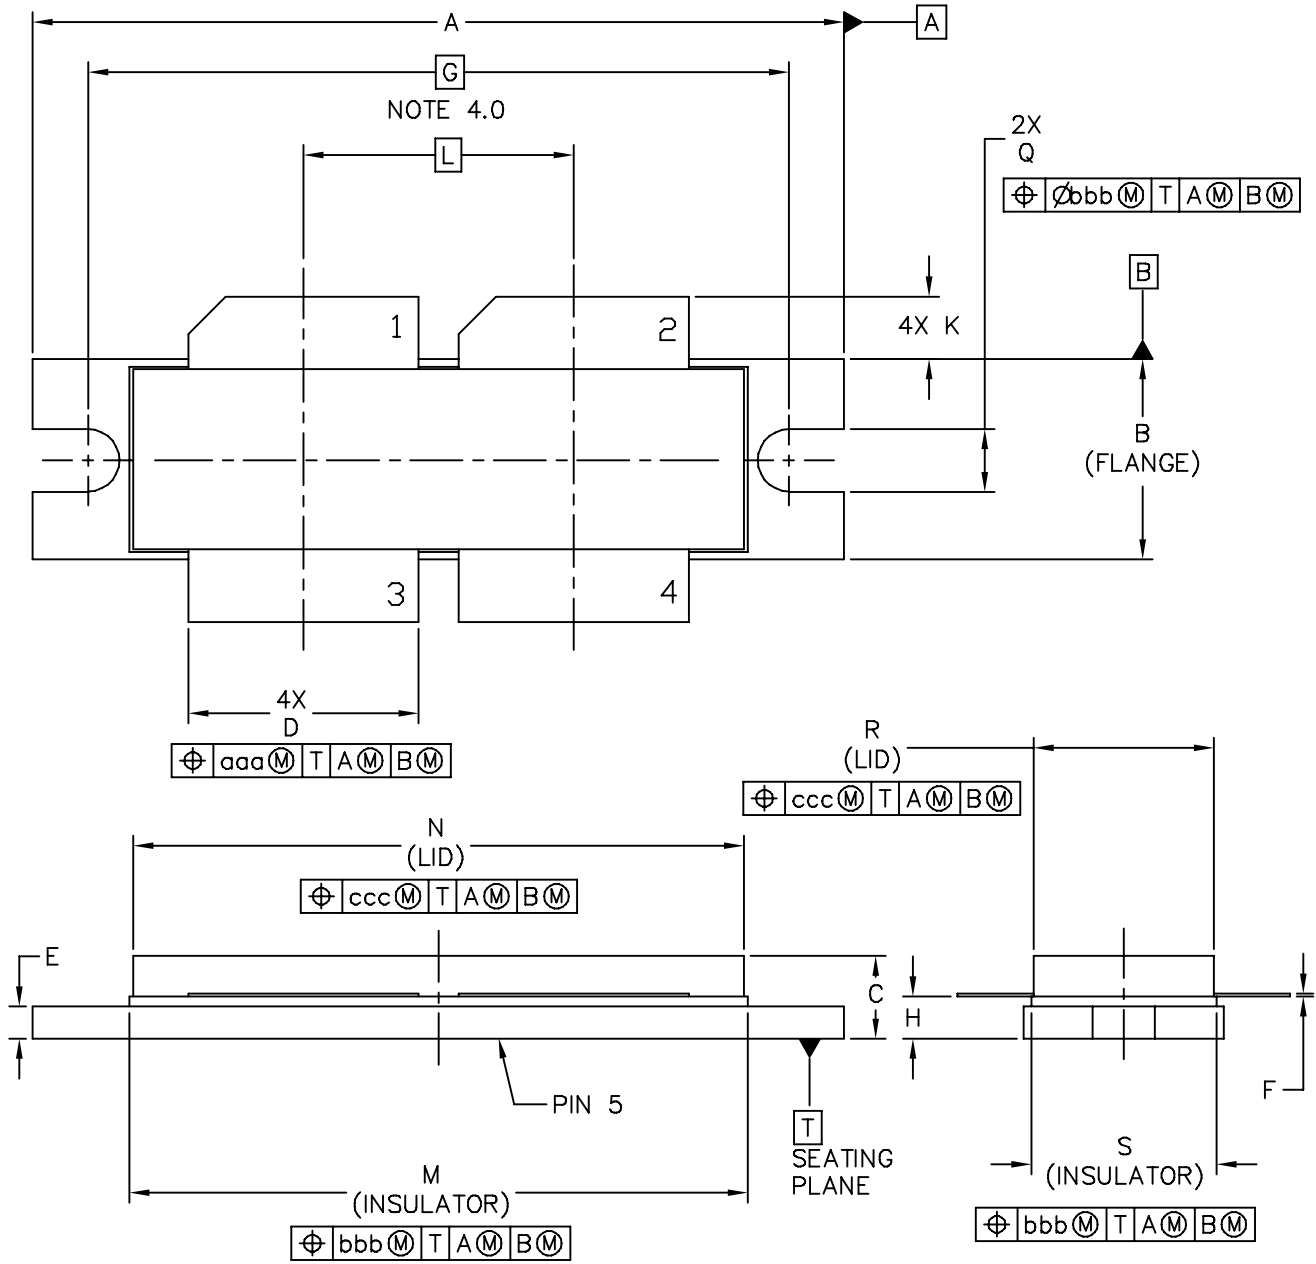 A
A
G
NOTE 4.0
L
2X
Q
⌖ Øbbb Ⓜ T A Ⓜ B Ⓜ
B
1
2
4X K
B
(FLANGE)
3
4
4X
D
⌖ aaa Ⓜ T A Ⓜ B Ⓜ
R
(LID)
⌖ ccc Ⓜ T A Ⓜ B Ⓜ
N
(LID)
⌖ ccc Ⓜ T A Ⓜ B Ⓜ
E
C
H
F
PIN 5
T
SEATING
PLANE
M
(INSULATOR)
⌖ bbb Ⓜ T A Ⓜ B Ⓜ
S
(INSULATOR)
⌖ bbb Ⓜ T A Ⓜ B Ⓜ